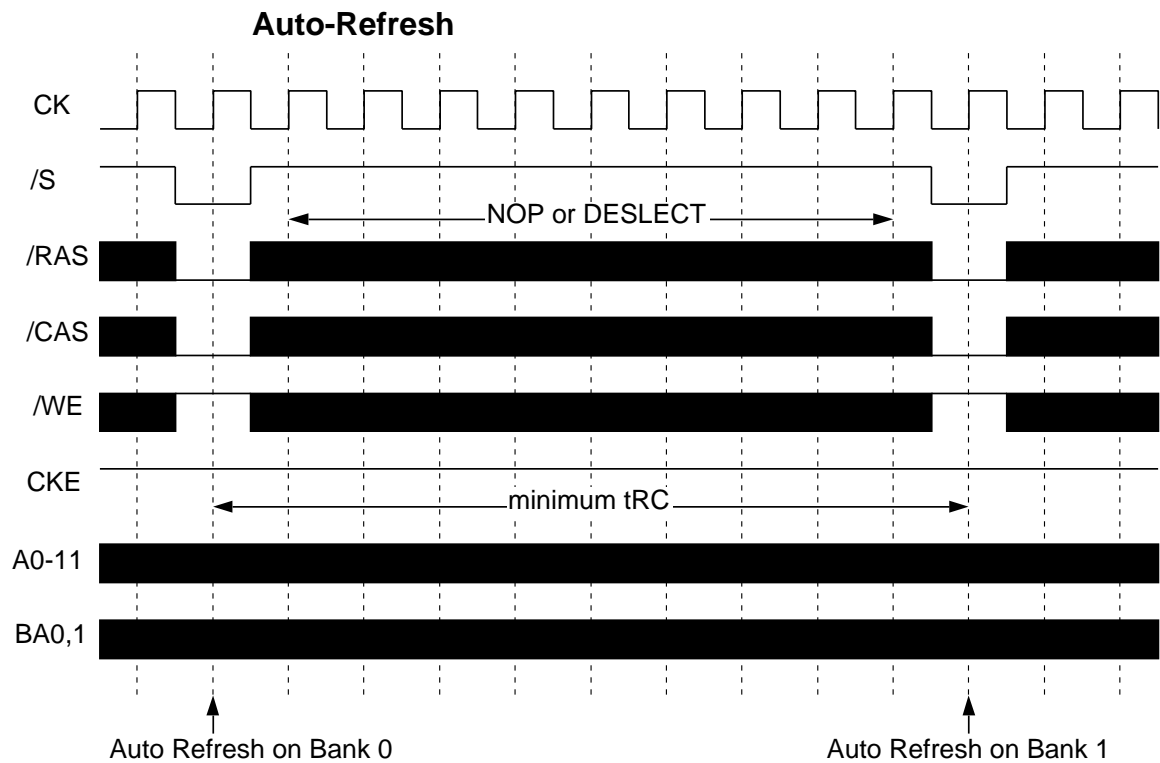 Auto-Refresh
CK
/S
NOP or DESLECT
/RAS
/CAS
/WE
CKE
minimum tRC
A0-11
BA0,1
Auto Refresh on Bank 0
Auto Refresh on Bank 1